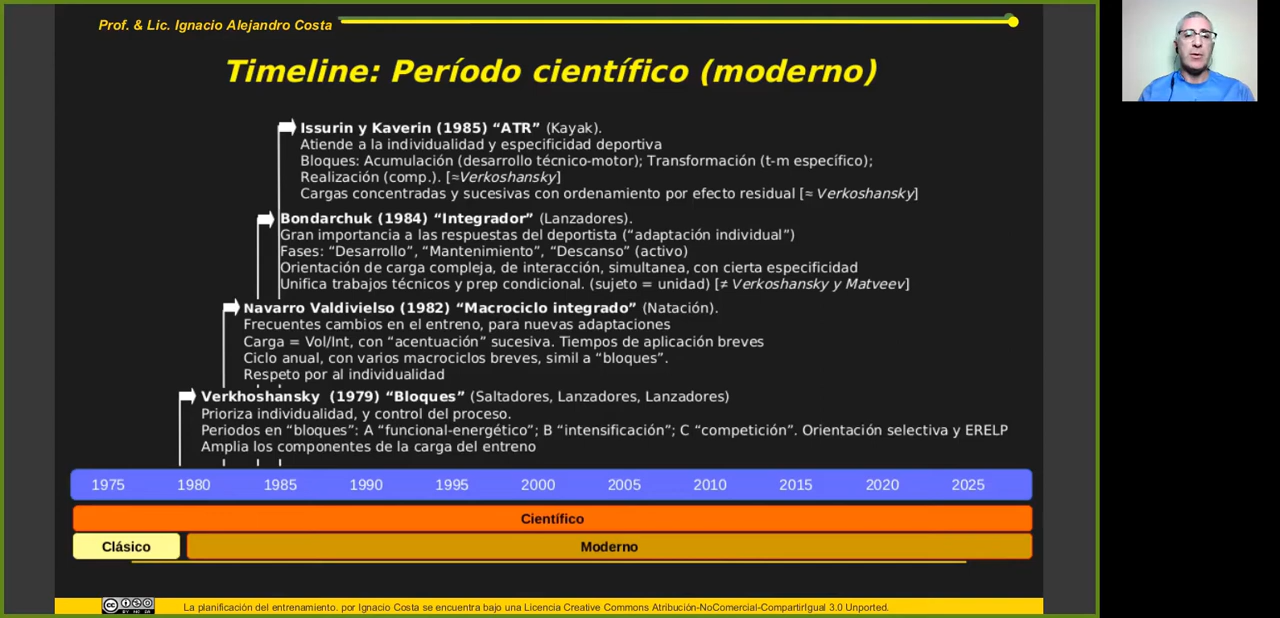 Prof. & Lic. Ignacio Alejandro Costa
Timeline: Período científico (moderno)
Issurin y Kaverin (1985) “ATR” (Kayak).
Atiende a la individualidad y especificidad deportiva
Bloques: Acumulación (desarrollo técnico-motor); Transformación (t-m específico);
Realización (comp.). [≈Verkoshansky]
Cargas concentradas y sucesivas con ordenamiento por efecto residual [≈ Verkoshansky]
Bondarchuk (1984) “Integrador” (Lanzadores).
Gran importancia a las respuestas del deportista (“adaptación individual”)
Fases: “Desarrollo”, “Mantenimiento”, “Descanso” (activo)
Orientación de carga compleja, de interacción, simultanea, con cierta especificidad
Unifica trabajos técnicos y prep condicional. (sujeto = unidad) [≠ Verkoshansky y Matveev]
Navarro Valdivielso (1982) “Macrociclo integrado” (Natación).
Frecuentes cambios en el entreno, para nuevas adaptaciones
Carga = Vol/Int, con “acentuación” sucesiva. Tiempos de aplicación breves
Ciclo anual, con varios macrociclos breves, simil a “bloques”.
Respeto por al individualidad
Verkhoshansky (1979) “Bloques” (Saltadores, Lanzadores, Lanzadores)
Prioriza individualidad, y control del proceso.
Periodos en “bloques”: A “funcional-energético”; B “intensificación”; C “competición”. Orientación selectiva y ERELP
Amplia los componentes de la carga del entreno
1975 1980 1985 1990 1995 2000 2005 2010 2015 2020 2025
Científico
Clásico Moderno
La planificación del entrenamiento. por Ignacio Costa se encuentra bajo una Licencia Creative Commons Atribución-NoComercial-CompartirIgual 3.0 Unported.